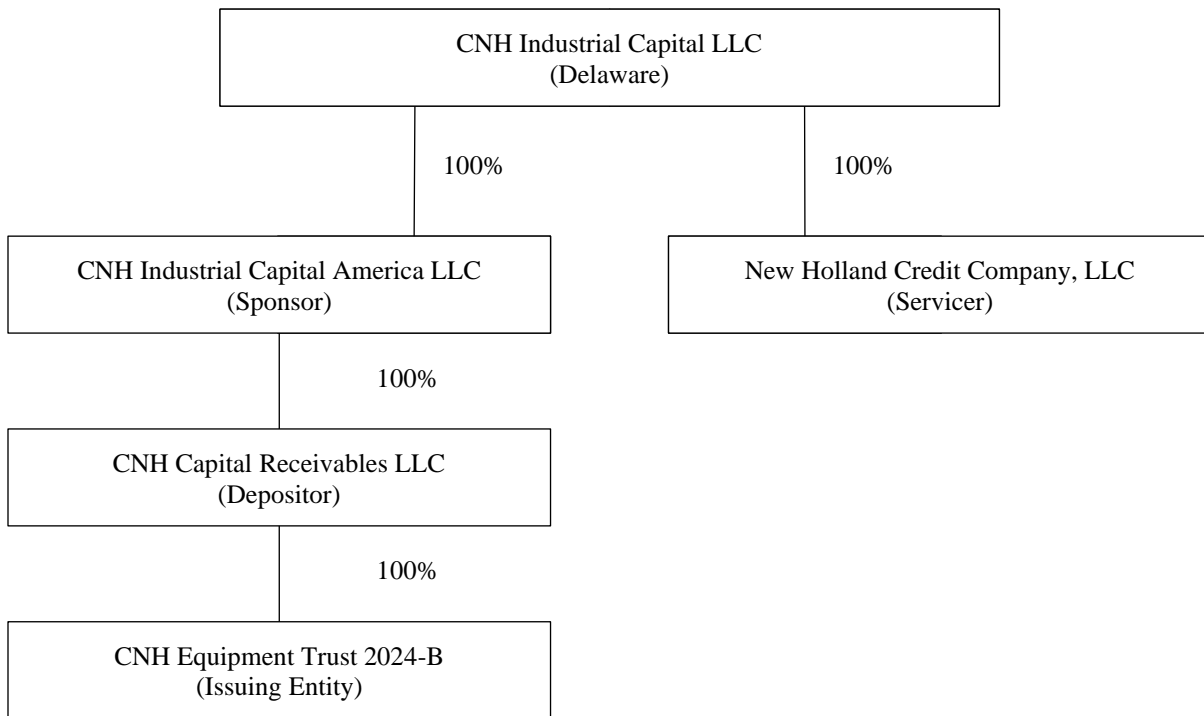 CNH Industrial Capital LLC
(Delaware)
100%
100%
CNH Industrial Capital America LLC
(Sponsor)
New Holland Credit Company, LLC
(Servicer)
100%
CNH Capital Receivables LLC
(Depositor)
100%
CNH Equipment Trust 2024-B
(Issuing Entity)